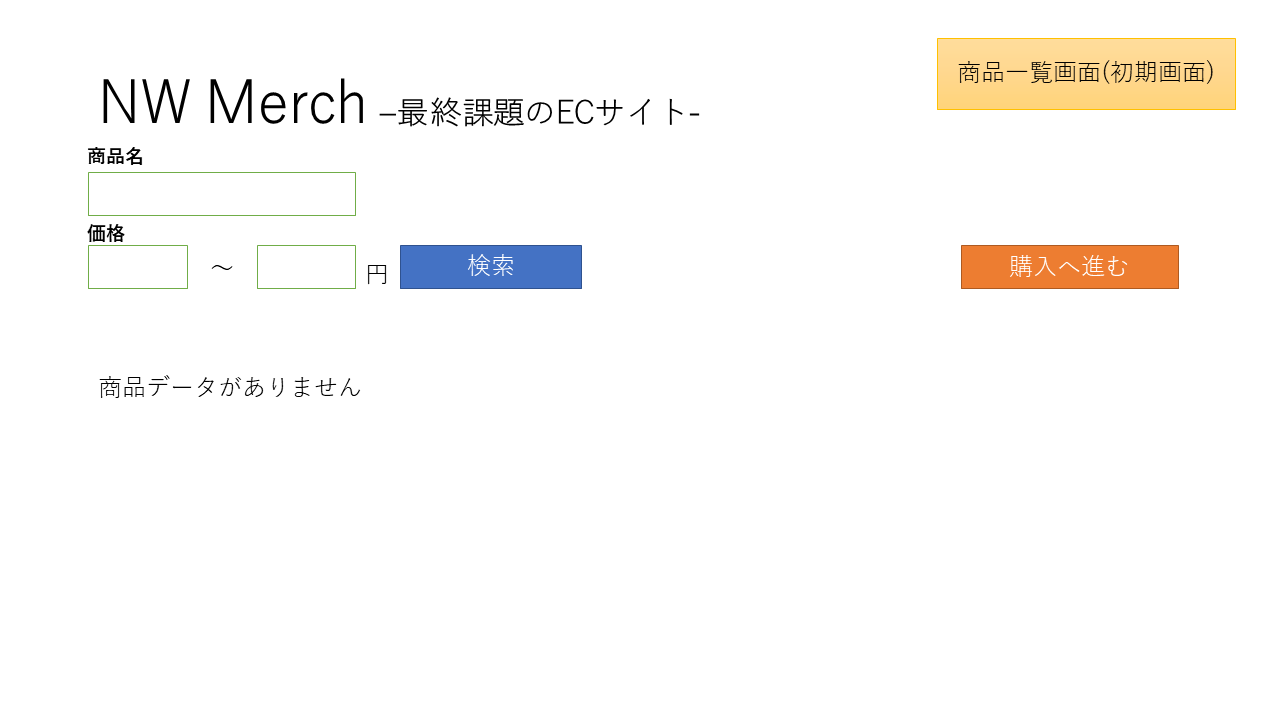 商品一覧画面(初期画面)
NW Merch –最終課題のECサイト-
商品名
価格
～ 円 検索 購入へ進む
商品データがありません